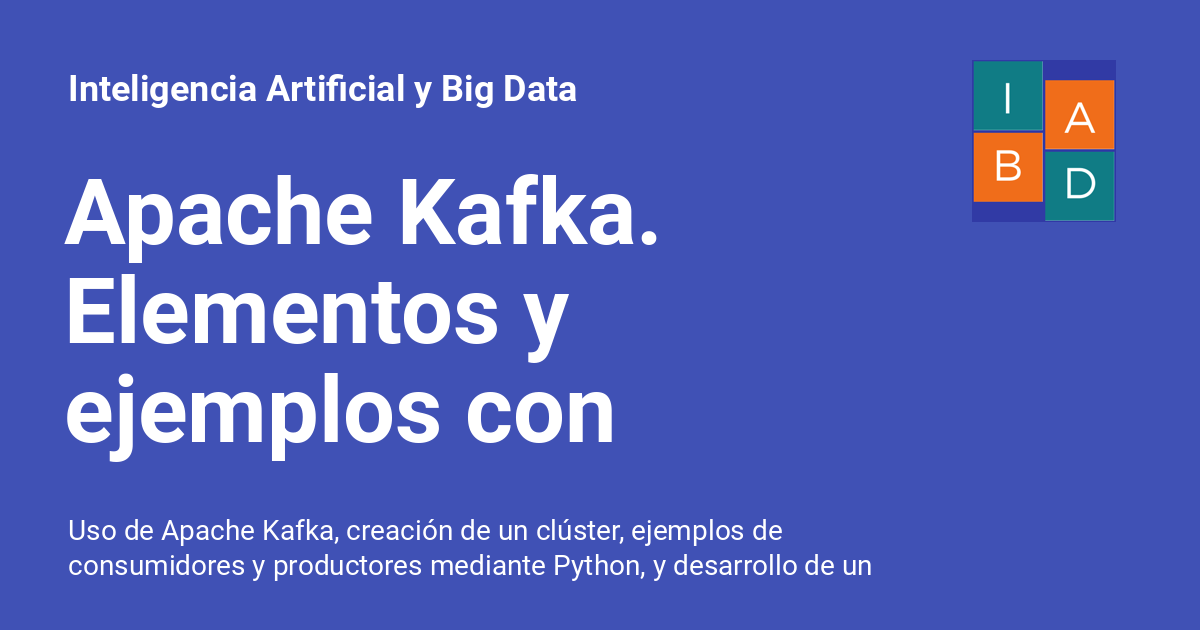 Inteligencia Artificial y Big Data
I
A
B
D
Apache Kafka.
Elementos y
ejemplos con
Uso de Apache Kafka, creación de un clúster, ejemplos de
consumidores y productores mediante Python, y desarrollo de un